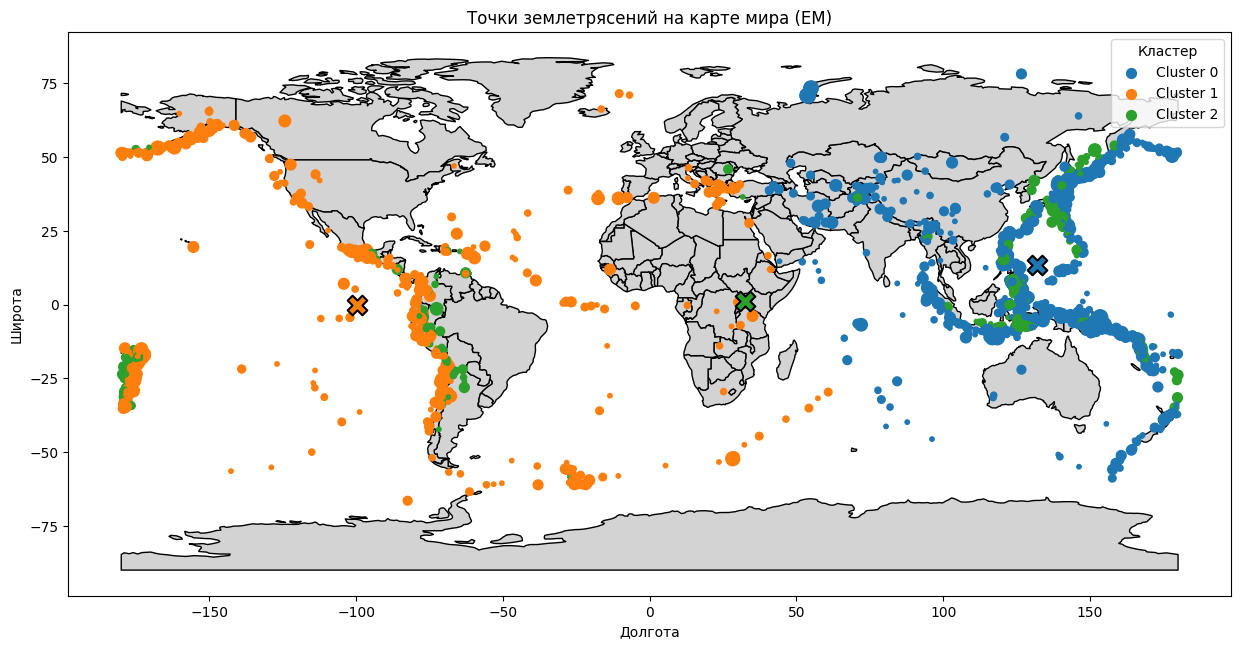 Точки землетрясений на карте мира (EM)
Кластер
Cluster 0
Cluster 1
Cluster 2
Широта
75
50
25
0
−25
−50
−75
−150
−100
−50
0
50
100
150
Долгота